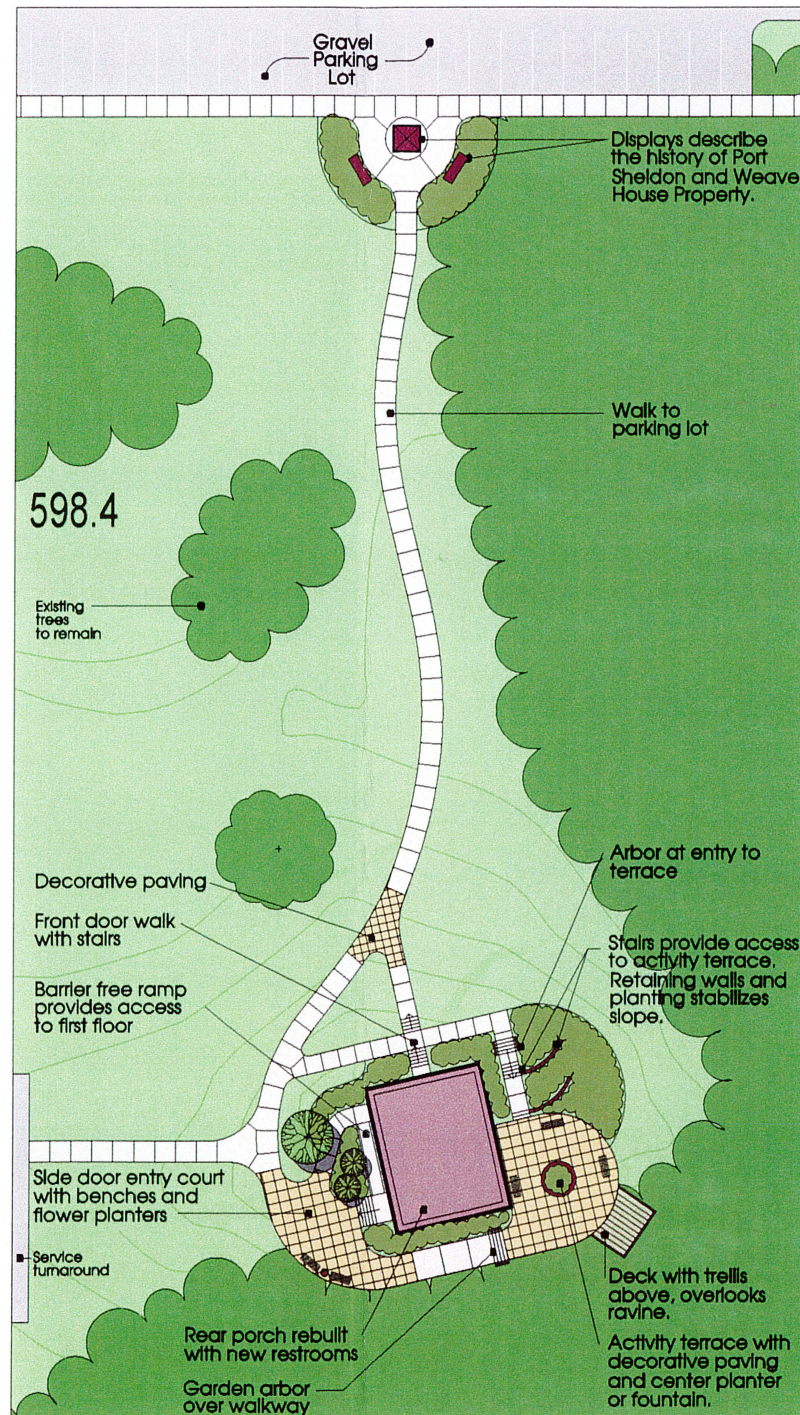 Gravel
Parking
Lot
Displays describe
the history of Port
Sheldon and Weave
House Property.
Walk to
parking lot
598.4
Existing
trees
to remain
Decorative paving
Front door walk
with stairs
Barrier free ramp
provides access
to first floor
Arbor at entry to
terrace
Stairs provide access
to activity terrace.
Retaining walls and
planting stabilizes
slope.
Side door entry court
with benches and
flower planters
Service
turnaround
Rear porch rebuilt
with new restrooms
Garden arbor
over walkway
Deck with trellis
above, overlooks
ravine.
Activity terrace with
decorative paving
and center planter
or fountain.